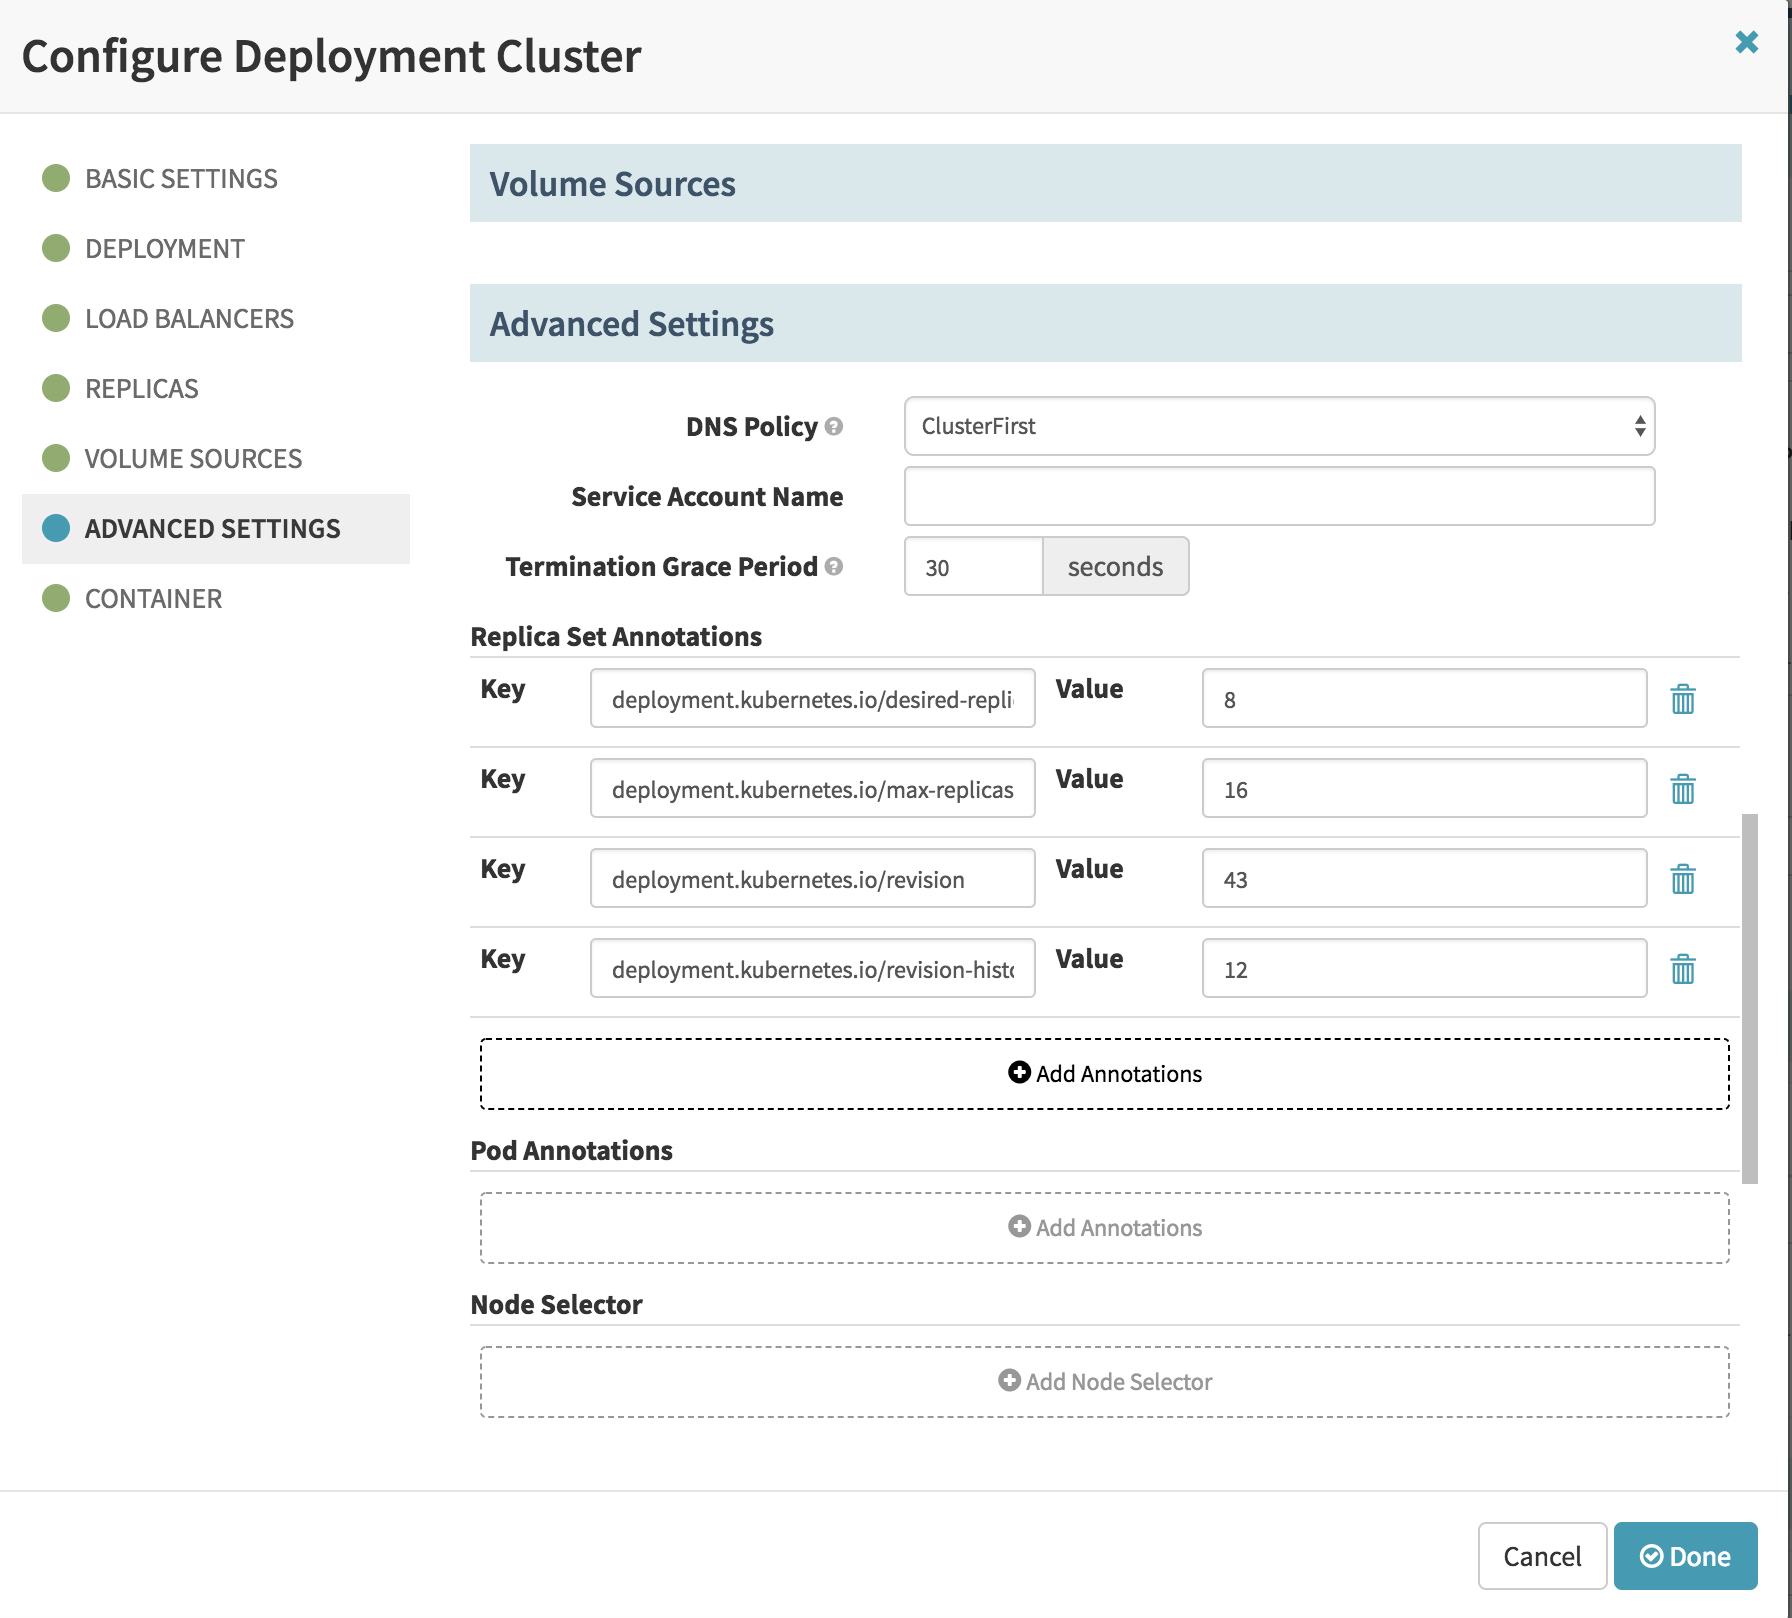 Configure Deployment Cluster
BASIC SETTINGS
DEPLOYMENT
LOAD BALANCERS
REPLICAS
VOLUME SOURCES
ADVANCED SETTINGS
CONTAINER
Volume Sources
Advanced Settings
DNS Policy ClusterFirst
Service Account Name
Termination Grace Period 30 seconds
Replica Set Annotations
Key deployment.kubernetes.io/desired-repli Value 8
Key deployment.kubernetes.io/max-replicas Value 16
Key deployment.kubernetes.io/revision Value 43
Key deployment.kubernetes.io/revision-histo Value 12
Add Annotations
Pod Annotations
Add Annotations
Node Selector
Add Node Selector
Cancel Done